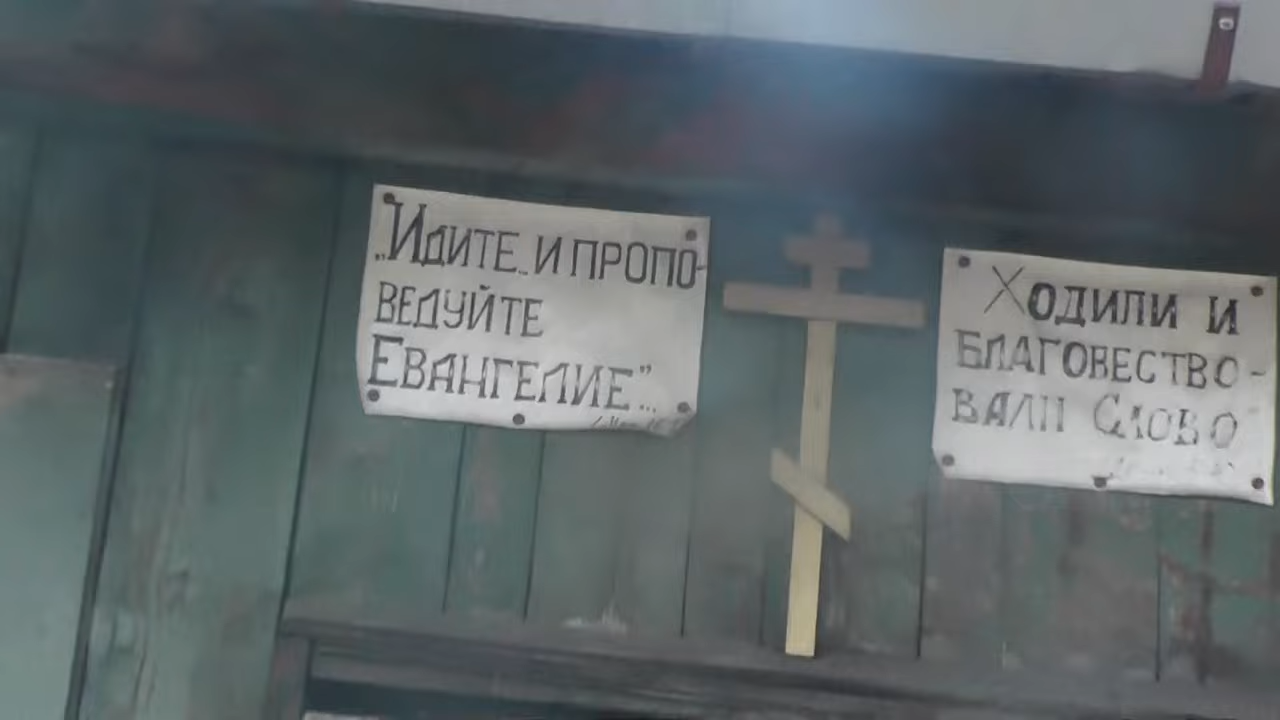 „Идите.. и пропо-
ведуйте
Евангелие"...
Ходили и
благовество-
вали Слово